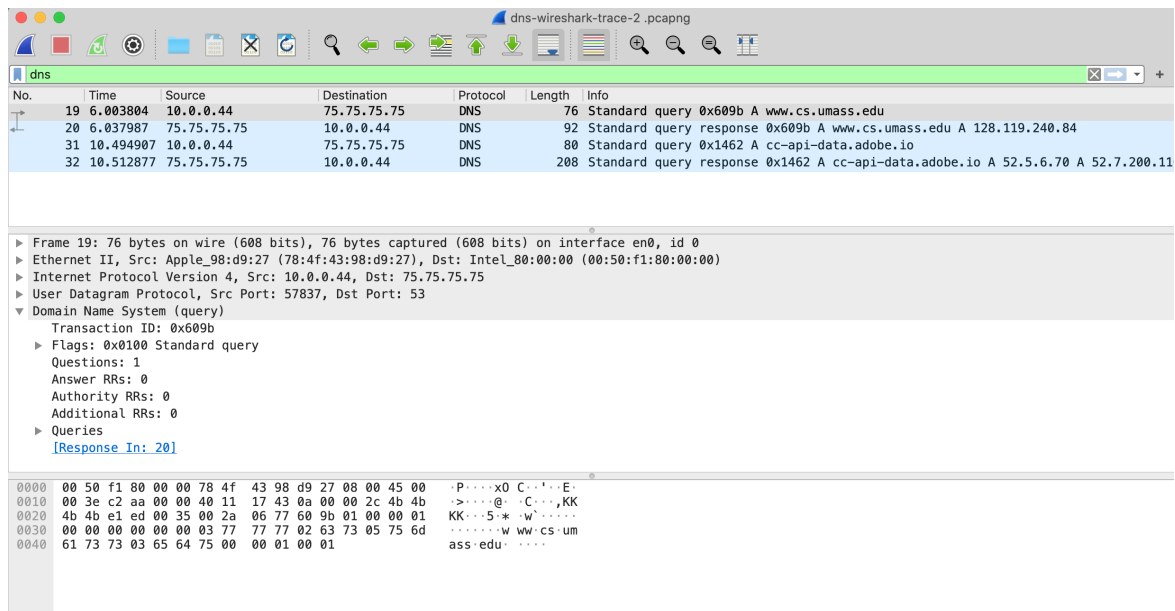 dns-wireshark-trace-2 .pcapng
dns
No. Time Source Destination Protocol Length Info
19 6.003804 10.0.0.44 75.75.75.75 DNS 76 Standard query 0x609b A www.cs.umass.edu
20 6.037987 75.75.75.75 10.0.0.44 DNS 92 Standard query response 0x609b A www.cs.umass.edu A 128.119.240.84
31 10.494907 10.0.0.44 75.75.75.75 DNS 80 Standard query 0x1462 A cc-api-data.adobe.io
32 10.512877 75.75.75.75 10.0.0.44 DNS 208 Standard query response 0x1462 A cc-api-data.adobe.io A 52.5.6.70 A 52.7.200.11
Frame 19: 76 bytes on wire (608 bits), 76 bytes captured (608 bits) on interface en0, id 0
Ethernet II, Src: Apple_98:d9:27 (78:4f:43:98:d9:27), Dst: Intel_80:00:00 (00:50:f1:80:00:00)
Internet Protocol Version 4, Src: 10.0.0.44, Dst: 75.75.75.75
User Datagram Protocol, Src Port: 57837, Dst Port: 53
Domain Name System (query)
Transaction ID: 0x609b
Flags: 0x0100 Standard query
Questions: 1
Answer RRs: 0
Authority RRs: 0
Additional RRs: 0
Queries
[Response In: 20]
0000 00 50 f1 80 00 00 78 4f 43 98 d9 27 08 00 45 00 ·P····xO C··'··E·
0010 00 3e c2 aa 00 00 40 11 17 43 0a 00 00 2c 4b 4b ·>····@· ·C···,KK
0020 4b 4b e1 ed 00 35 00 2a 06 77 60 9b 01 00 00 01 KK···5·* ·w`·····
0030 00 00 00 00 00 00 03 77 77 77 02 63 73 05 75 6d ·······w ww·cs·um
0040 61 73 73 03 65 64 75 00 00 01 00 01 ass·edu· ····